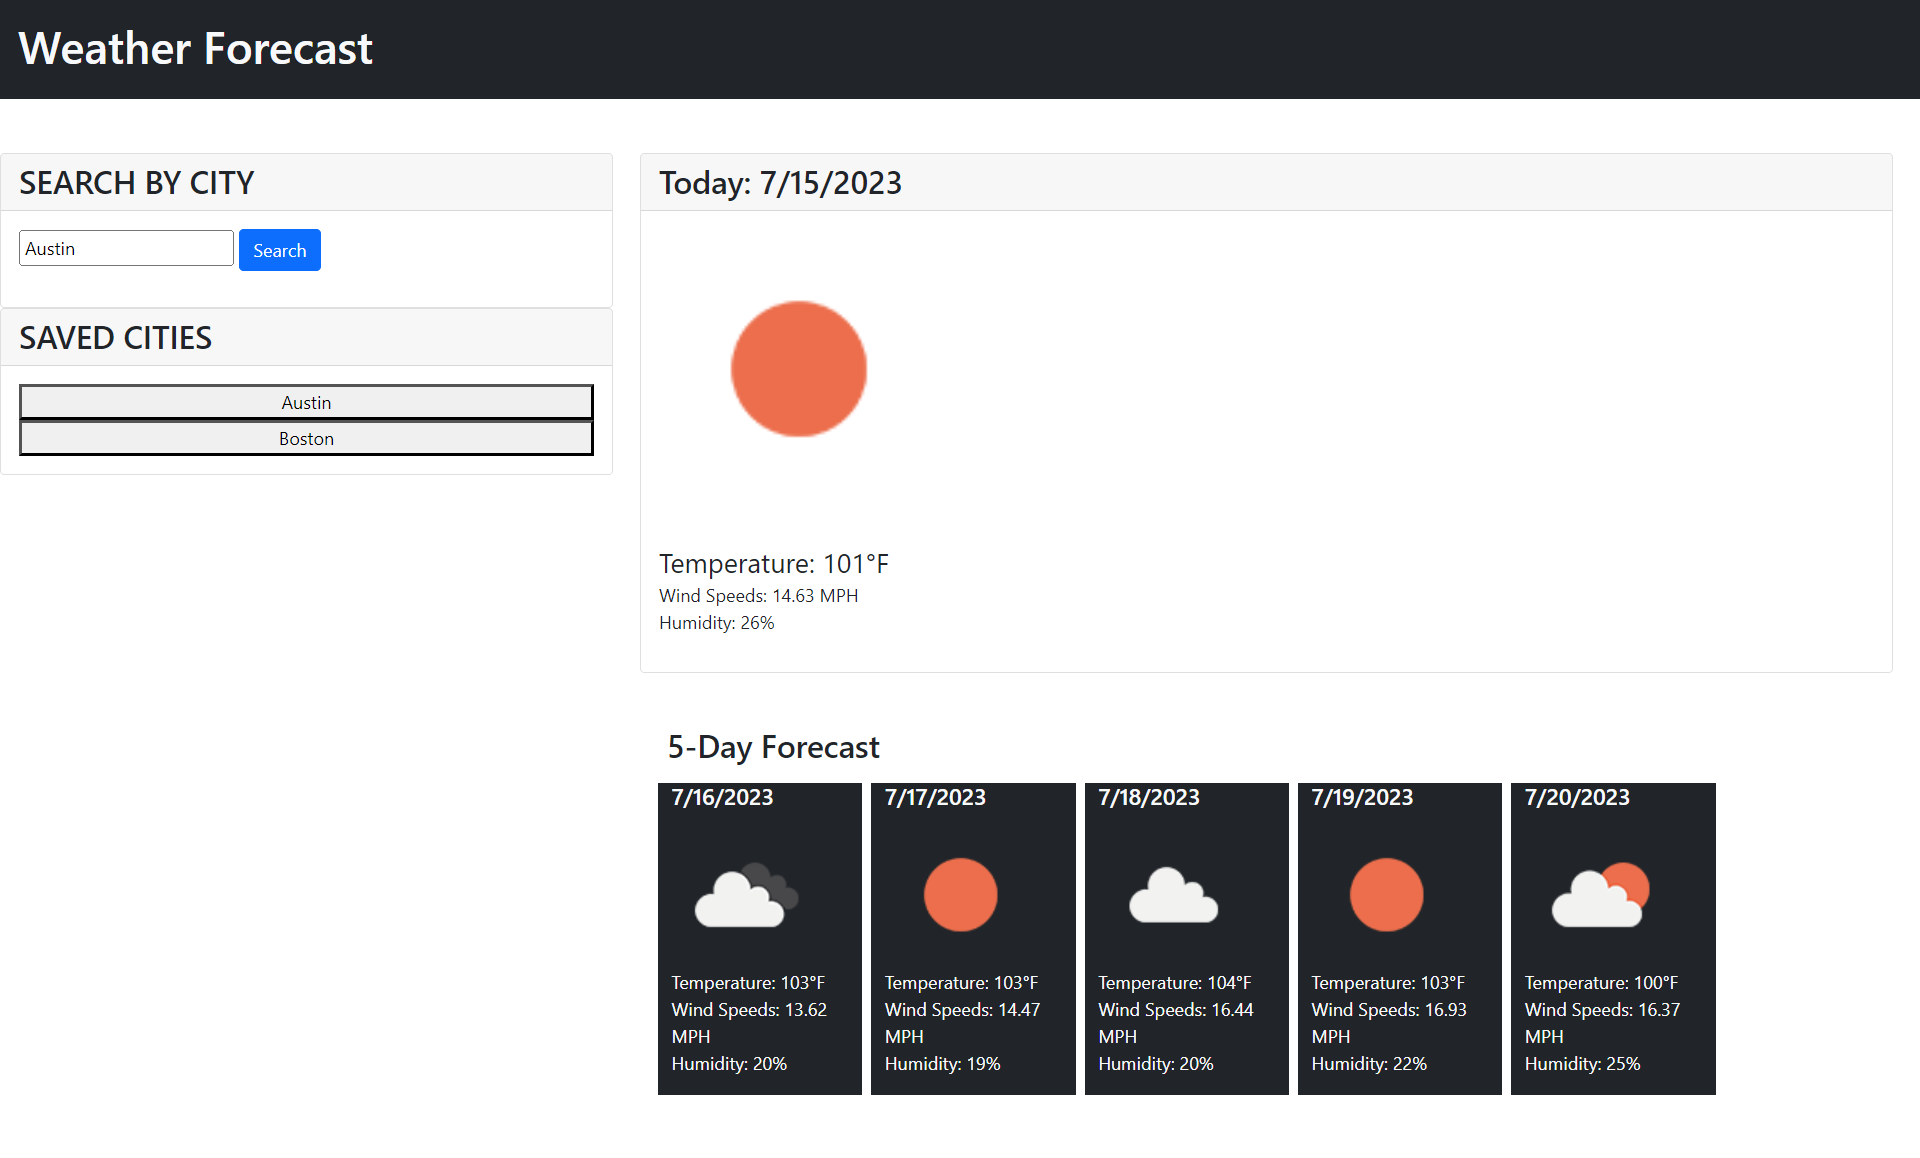 Weather Forecast
SEARCH BY CITY
Austin
Search
SAVED CITIES
Austin
Boston
Today: 7/15/2023
Temperature: 101°F
Wind Speeds: 14.63 MPH
Humidity: 26%
5-Day Forecast
7/16/2023
Temperature: 103°F
Wind Speeds: 13.62
MPH
Humidity: 20%
7/17/2023
Temperature: 103°F
Wind Speeds: 14.47
MPH
Humidity: 19%
7/18/2023
Temperature: 104°F
Wind Speeds: 16.44
MPH
Humidity: 20%
7/19/2023
Temperature: 103°F
Wind Speeds: 16.93
MPH
Humidity: 22%
7/20/2023
Temperature: 100°F
Wind Speeds: 16.37
MPH
Humidity: 25%